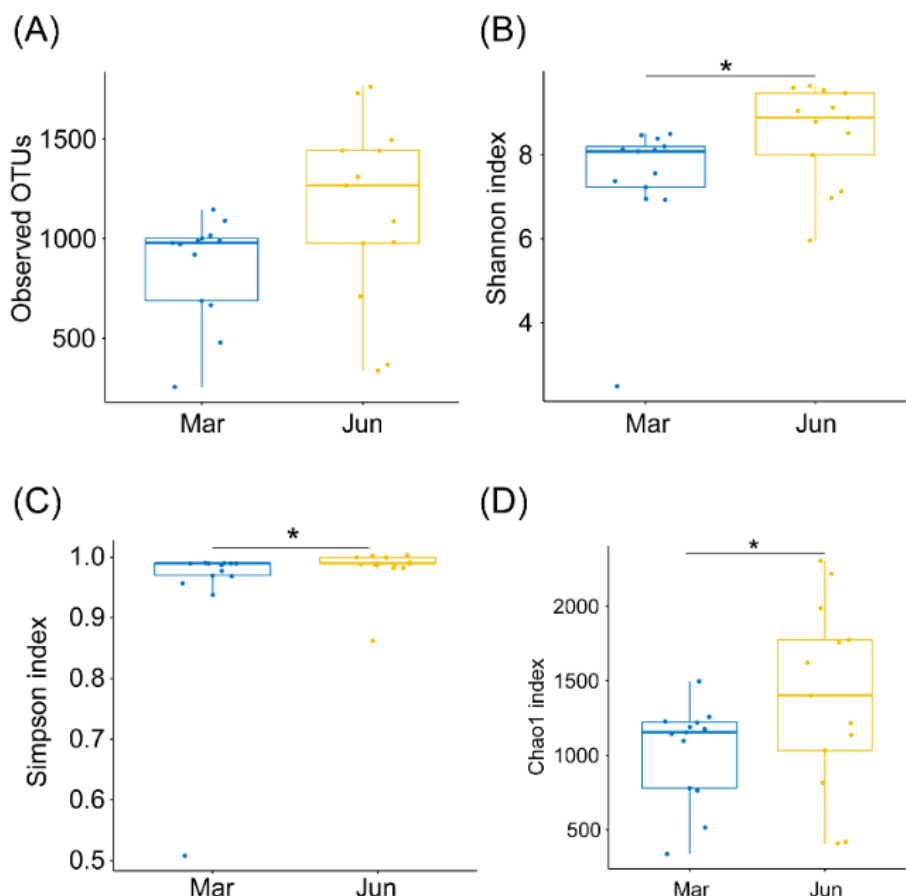 (A)
Observed OTUs
1500
1000
500
Mar Jun
(B)
*
Shannon index
8
6
4
Mar Jun
(C)
*
Simpson index
1.0
0.9
0.8
0.7
0.6
0.5
Mar Jun
(D)
*
Chao1 index
2000
1500
1000
500
Mar Jun